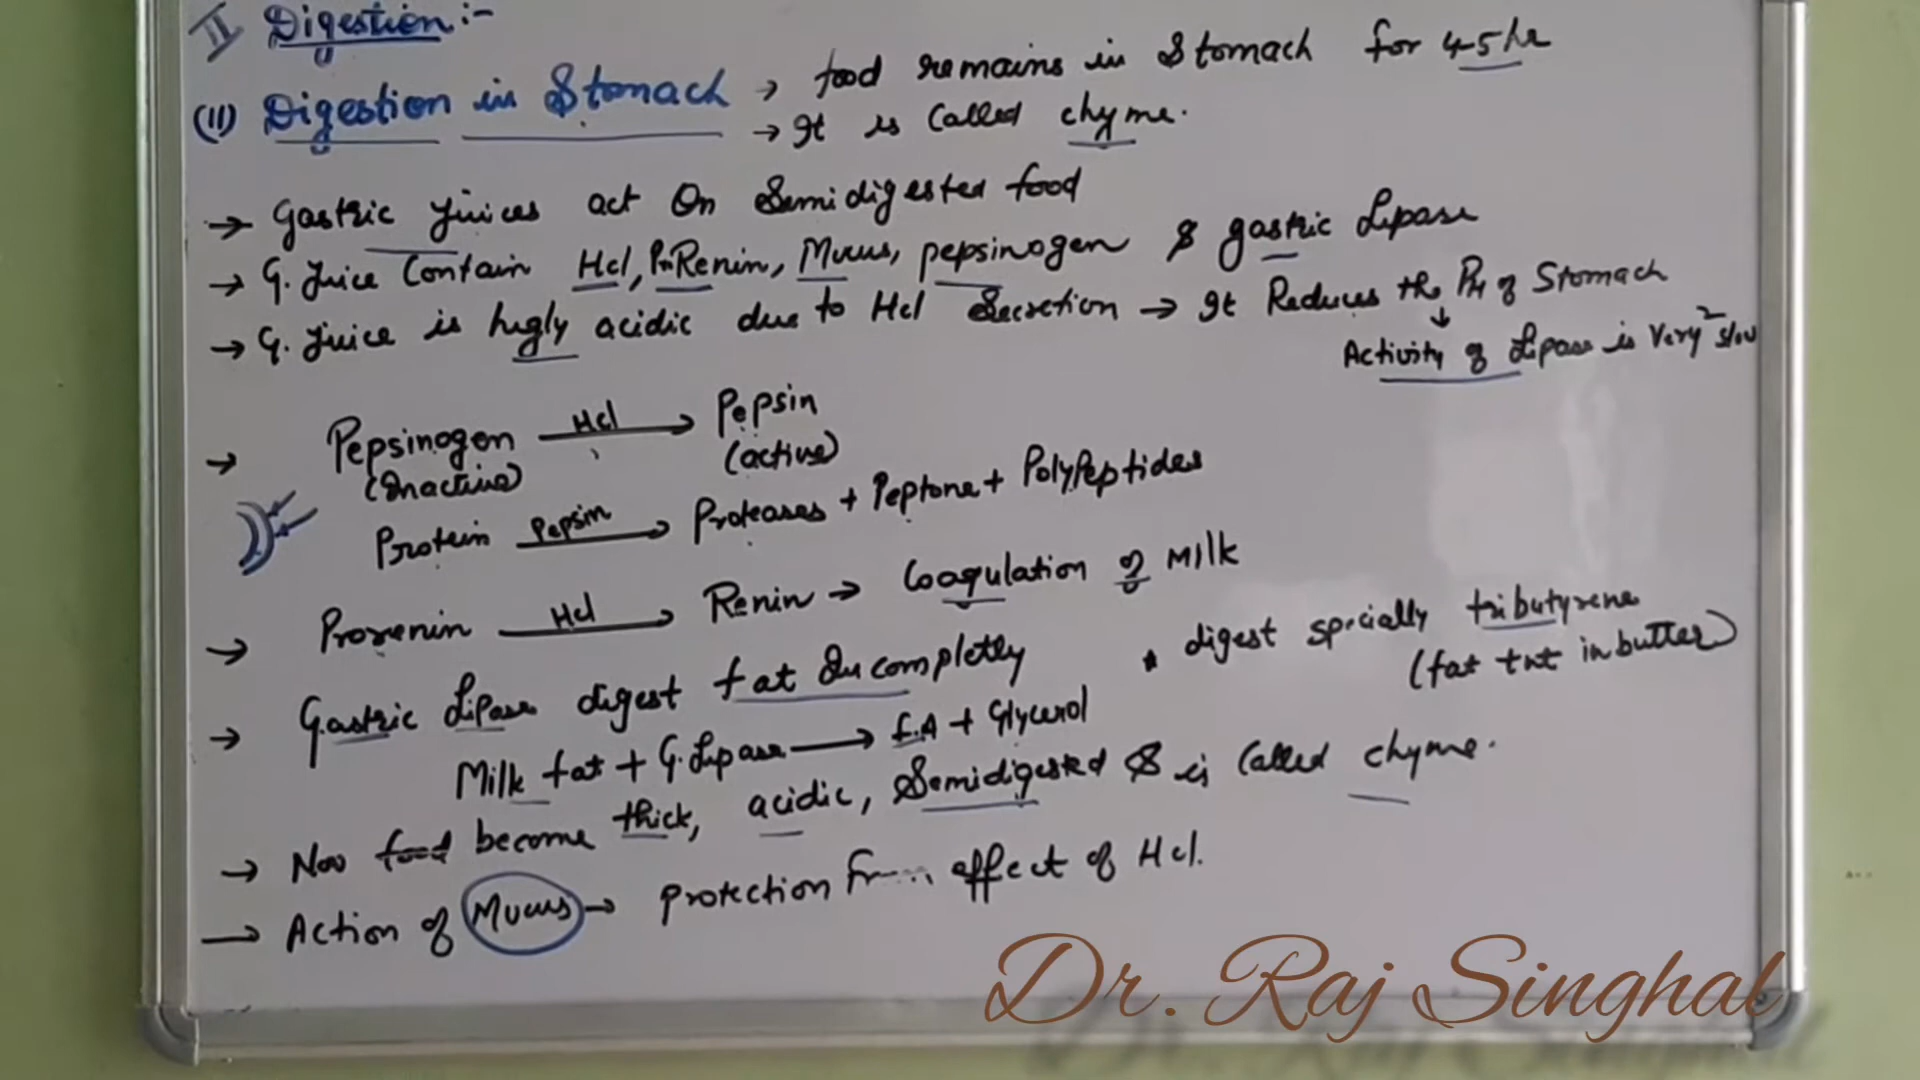 II Digestion :-
(II) Digestion in Stomach → food remains in Stomach for 4-5 hr
→ It is Called chyme.
→ Gastric juices act On Semidigested food
→ G. Juice Contain Hcl, ProRenin, Mucus, pepsinogen & gastric Lipase
→ G. juice is higly acidic due to Hcl Secretion → It Reduces the PH of Stomach
↓
Activity of Lipase is Very² slow
→ Pepsinogen Hcl → Pepsin
(Inactive) (active)
Protein Pepsin → Proteases + Peptone + Polypeptides
→ Prorenin Hcl → Renin → Coagulation of Milk
→ Gastric Lipase digest fat Incompletly * digest specially tributyrene
(fat in butter)
Milk fat + G. Lipase → F.A + Glycerol
→ Now food become thick, acidic, Semidigested & is Called chyme.
→ Action of Mucus → protection From effect of Hcl.
Dr. Raj Singhal